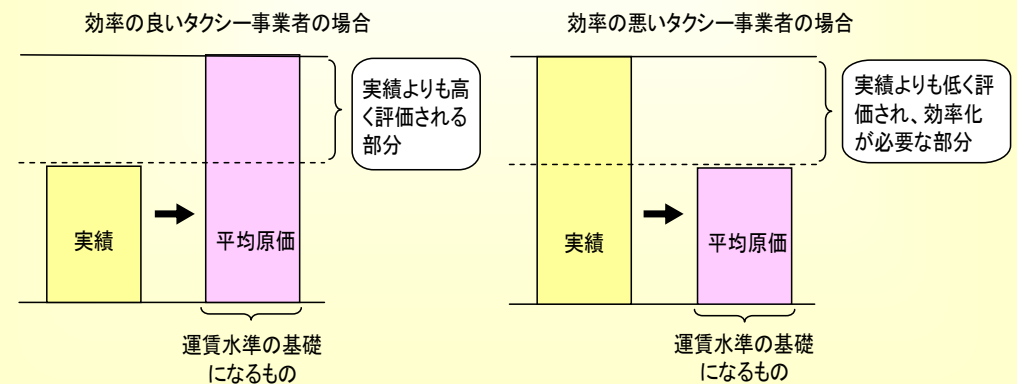 効率の良いタクシー事業者の場合
実績よりも高
く評価される
部分
実績
平均原価
運賃水準の基礎
になるもの
効率の悪いタクシー事業者の場合
実績よりも低く評
価され、効率化
が必要な部分
実績
平均原価
運賃水準の基礎
になるもの